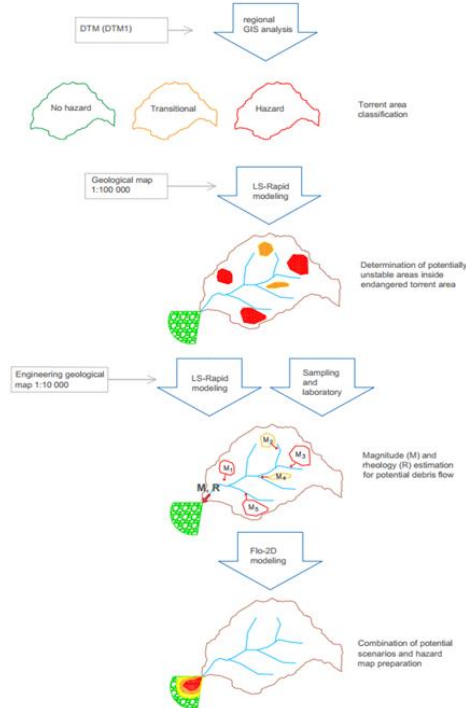 DTM (DTM1)
regional
GIS analysis
No hazard
Transitional
Hazard
Torrent area
classification
Geological map
1:100 000
LS-Rapid
modeling
Determination of potentially
unstable areas inside
endangered torrent area
Engineering geological
map 1:10 000
LS-Rapid
modeling
Sampling
and
laboratory
M2
M1
M3
M4
M5
M, R
Magnitude (M) and
rheology (R) estimation
for potential debris flow
Flo-2D
modeling
Combination of potential
scenarios and hazard
map preparation